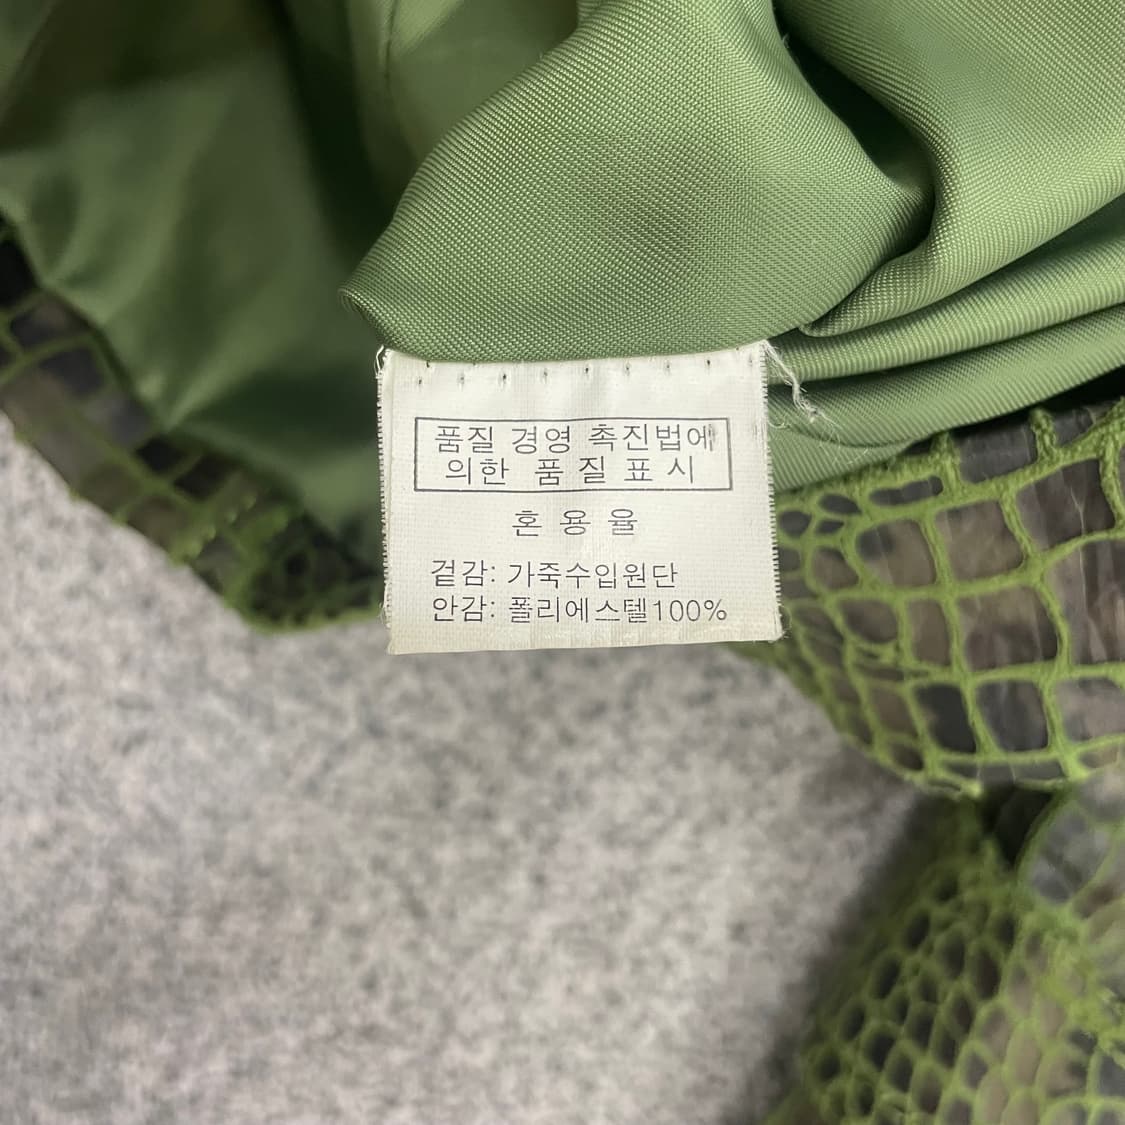 품질 경영 촉진법에
의한 품질표시
혼용율
겉감: 가죽수입원단
안감: 폴리에스텔100%